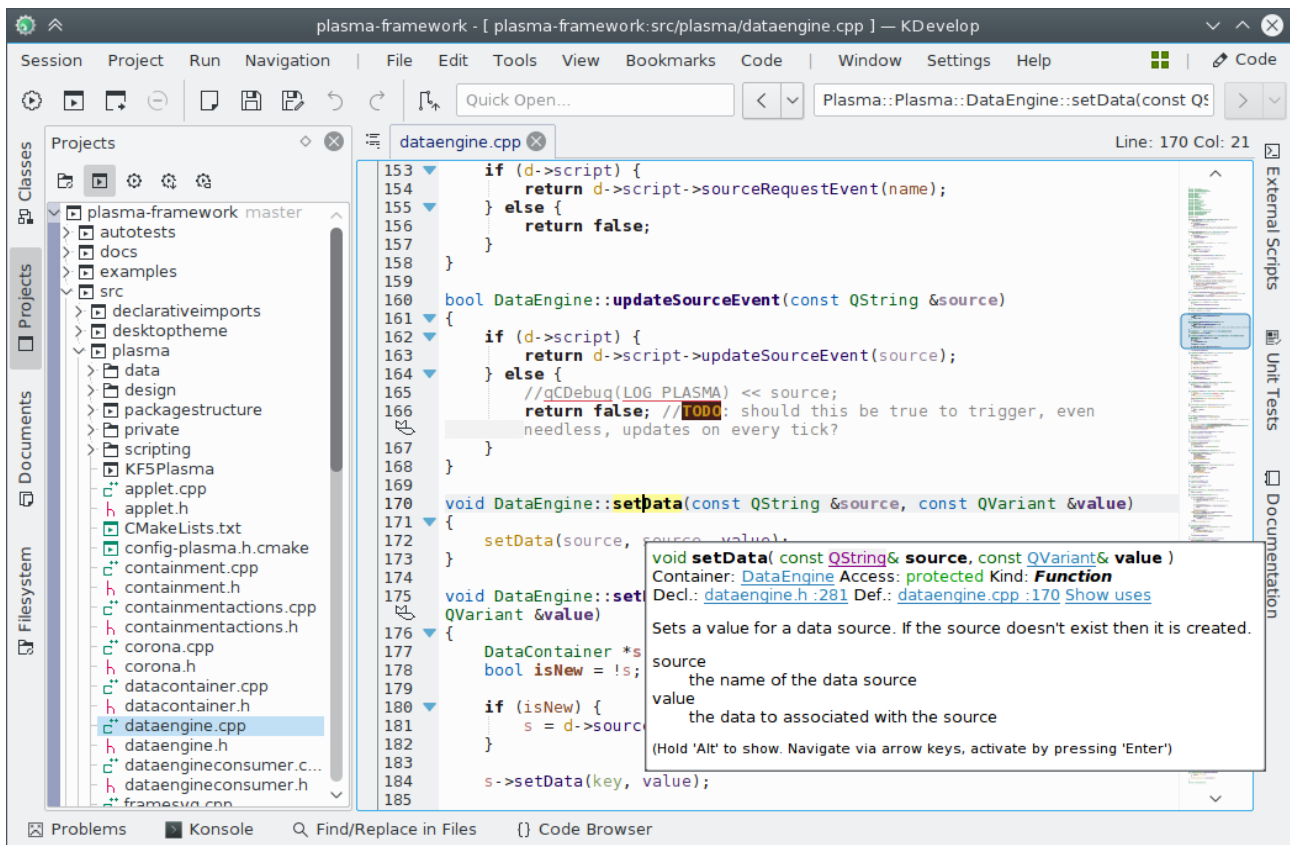 plasma-framework - [ plasma-framework:src/plasma/dataengine.cpp ] — KDevelop
Session Project Run Navigation | File Edit Tools View Bookmarks Code | Window Settings Help | Code
Quick Open... Plasma::Plasma::DataEngine::setData(const QS
Classes
Projects
Documents
Filesystem
Projects
plasma-framework master
autotests
docs
examples
src
declarativeimports
desktoptheme
plasma
data
design
packagestructure
private
scripting
KF5Plasma
applet.cpp
applet.h
CMakeLists.txt
config-plasma.h.cmake
containment.cpp
containment.h
containmentactions.cpp
containmentactions.h
corona.cpp
corona.h
datacontainer.cpp
datacontainer.h
dataengine.cpp
dataengine.h
dataengineconsumer.c...
dataengineconsumer.h
framesvg.cpp
dataengine.cpp Line: 170 Col: 21
153 if (d->script) {
154 return d->script->sourceRequestEvent(name);
155 } else {
156 return false;
157 }
158 }
159
160 bool DataEngine::updateSourceEvent(const QString &source)
161 {
162 if (d->script) {
163 return d->script->updateSourceEvent(source);
164 } else {
165 //qCDebug(LOG_PLASMA) << source;
166 return false; //TODO: should this be true to trigger, even
needless, updates on every tick?
167 }
168 }
169
170 void DataEngine::setData(const QString &source, const QVariant &value)
171 {
172 setData(source, source, value);
173 }
174
175 void DataEngine::set
QVariant &value)
176 {
177 DataContainer *s
178 bool isNew = !s;
179
180 if (isNew) {
181 s = d->sourc
182 }
183
184 s->setData(key, value);
185
void setData( const QString& source, const QVariant& value )
Container: DataEngine Access: protected Kind: Function
Decl.: dataengine.h :281 Def.: dataengine.cpp :170 Show uses
Sets a value for a data source. If the source doesn't exist then it is created.
source
the name of the data source
value
the data to associated with the source
(Hold 'Alt' to show. Navigate via arrow keys, activate by pressing 'Enter')
External Scripts
Unit Tests
Documentation
Problems Konsole Find/Replace in Files {} Code Browser